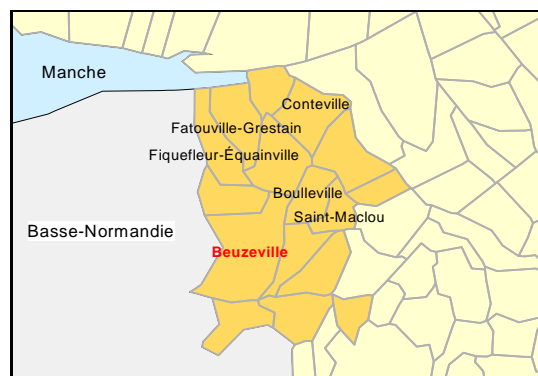 Manche
Conteville
Fatouville-Grestain
Fiquefleur-Équainville
Boulleville
Saint-Maclou
Basse-Normandie
Beuzeville